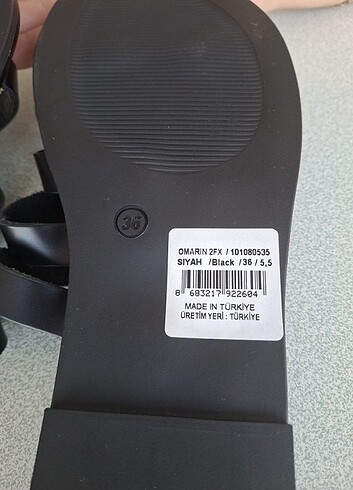 36
OMARIN 2FX / 101080535
SIYAH /Black / 36 / 5,5
8 683217 922604
MADE IN TÜRKİYE
ÜRETİM YERİ : TÜRKİYE